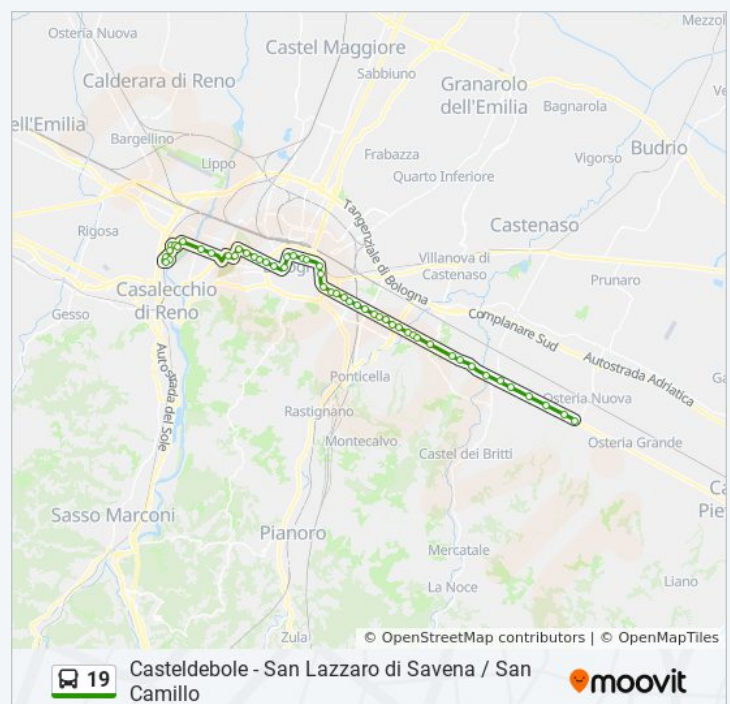 Osteria Nuova
Mezzol
Castel Maggiore
Sabbiuno
Calderara di Reno
Granarolo
dell'Emilia
Bagnarola
ell'Emilia
Bargellino
Budrio
Frabazza
Vigorso
Lippo
Quarto Inferiore
Castenaso
Rigosa
Tangenziale di Bologna
Villanova di
Castenaso
Prunaro
Casalecchio
di Reno
Gesso
Complanare Sud
Autostrada Adriatica
Autostrada del Sole
Ponticella
Osteria Nuova
Rastignano
Montecalvo
Castel dei Britti
Osteria Grande
Sasso Marconi
Pianoro
Mercatale
La Noce
Liano
Zula
© OpenStreetMap contributors | © OpenMapTiles
19
Casteldebole - San Lazzaro di Savena / San
Camillo
moovit